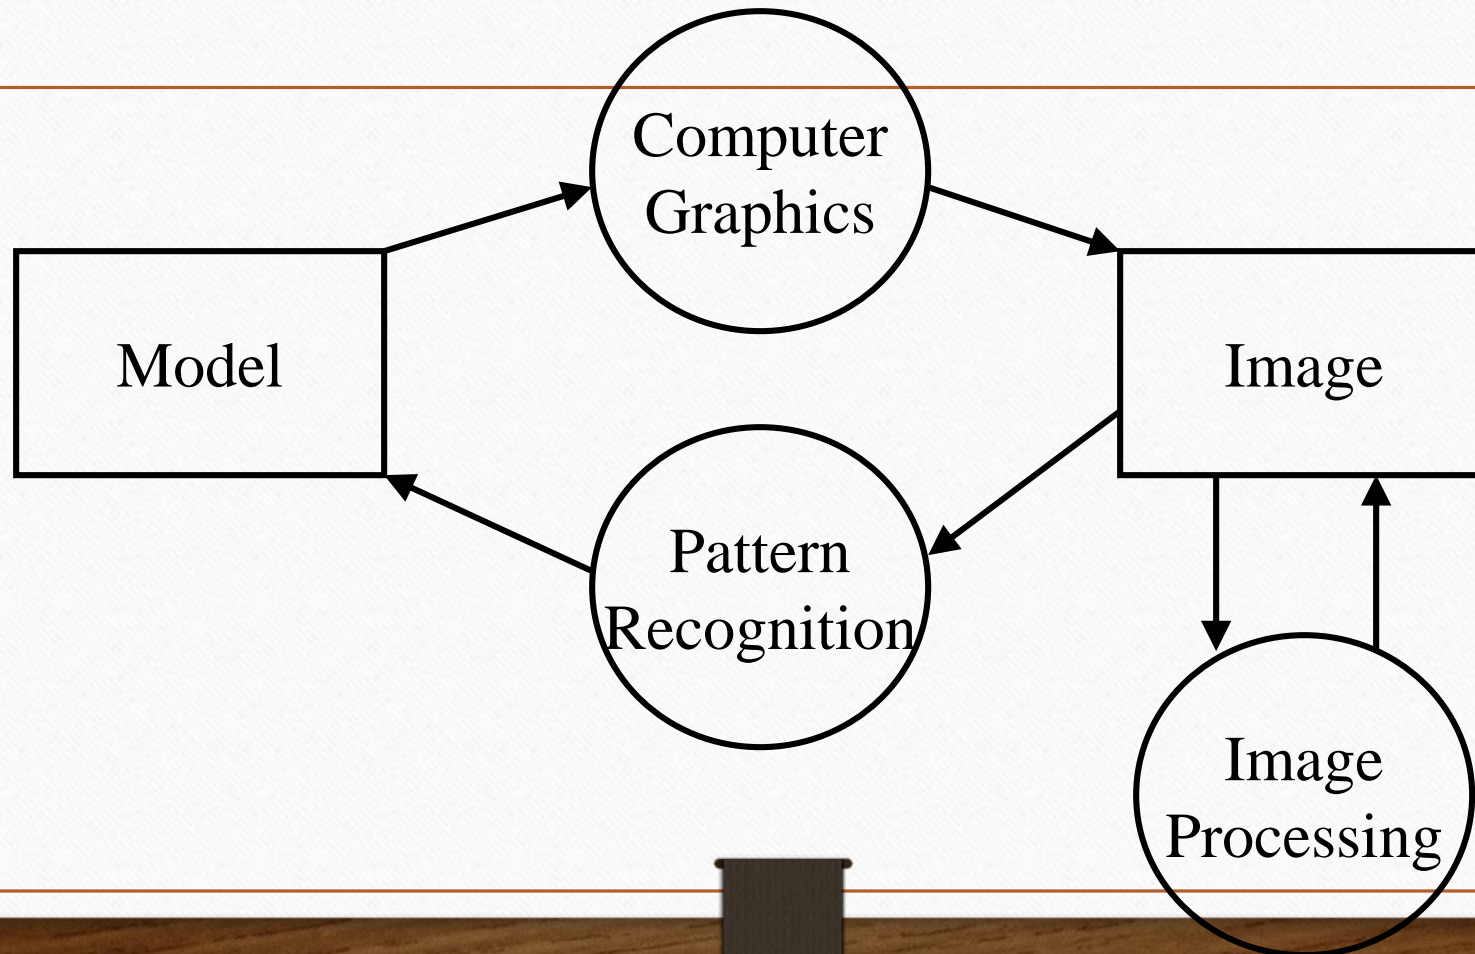 Computer
Graphics
Model
Image
Pattern
Recognition
Image
Processing